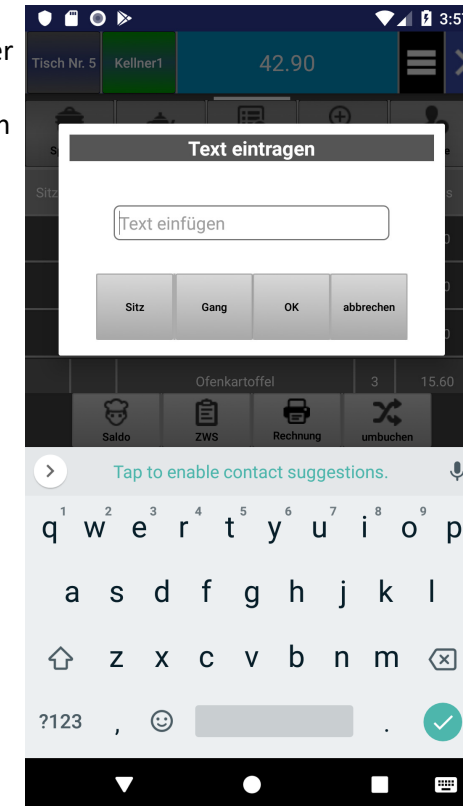 er
n
3:5
Tisch Nr. 5 Kellner1 42.90
Text eintragen
Sitz
Text einfügen
Sitz Gang OK abbrechen
Ofenkartoffel 3 15.60
Saldo ZWS Rechnung umbuchen
Tap to enable contact suggestions.
1 2 3 4 5 6 7 8 9
q w e r t y u i o p
a s d f g h j k l
z x c v b n m
?123 , .